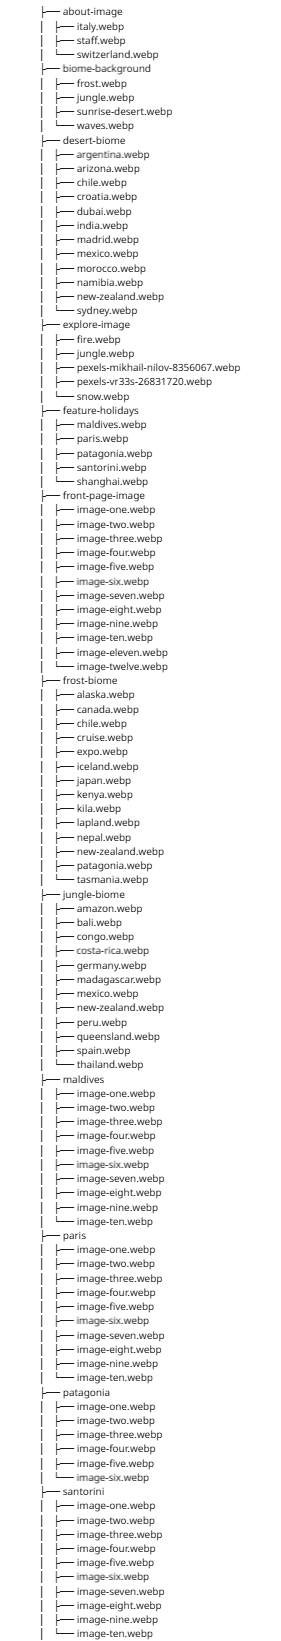 ├── about-image
│ ├── italy.webp
│ ├── staff.webp
│ └── switzerland.webp
├── biome-background
│ ├── frost.webp
│ ├── jungle.webp
│ ├── sunrise-desert.webp
│ └── waves.webp
├── desert-biome
│ ├── argentina.webp
│ ├── arizona.webp
│ ├── chile.webp
│ ├── croatia.webp
│ ├── dubai.webp
│ ├── india.webp
│ ├── madrid.webp
│ ├── mexico.webp
│ ├── morocco.webp
│ ├── namibia.webp
│ ├── new-zealand.webp
│ └── sydney.webp
├── explore-image
│ ├── fire.webp
│ ├── jungle.webp
│ ├── pexels-mikhail-nilov-8356067.webp
│ ├── pexels-vr33s-26831720.webp
│ └── snow.webp
├── feature-holidays
│ ├── maldives.webp
│ ├── paris.webp
│ ├── patagonia.webp
│ ├── santorini.webp
│ └── shanghai.webp
├── front-page-image
│ ├── image-one.webp
│ ├── image-two.webp
│ ├── image-three.webp
│ ├── image-four.webp
│ ├── image-five.webp
│ ├── image-six.webp
│ ├── image-seven.webp
│ ├── image-eight.webp
│ ├── image-nine.webp
│ ├── image-ten.webp
│ ├── image-eleven.webp
│ └── image-twelve.webp
├── frost-biome
│ ├── alaska.webp
│ ├── canada.webp
│ ├── chile.webp
│ ├── cruise.webp
│ ├── expo.webp
│ ├── iceland.webp
│ ├── japan.webp
│ ├── kenya.webp
│ ├── kila.webp
│ ├── lapland.webp
│ ├── nepal.webp
│ ├── new-zealand.webp
│ ├── patagonia.webp
│ └── tasmania.webp
├── jungle-biome
│ ├── amazon.webp
│ ├── bali.webp
│ ├── congo.webp
│ ├── costa-rica.webp
│ ├── germany.webp
│ ├── madagascar.webp
│ ├── mexico.webp
│ ├── new-zealand.webp
│ ├── peru.webp
│ ├── queensland.webp
│ ├── spain.webp
│ └── thailand.webp
├── maldives
│ ├── image-one.webp
│ ├── image-two.webp
│ ├── image-three.webp
│ ├── image-four.webp
│ ├── image-five.webp
│ ├── image-six.webp
│ ├── image-seven.webp
│ ├── image-eight.webp
│ ├── image-nine.webp
│ └── image-ten.webp
├── paris
│ ├── image-one.webp
│ ├── image-two.webp
│ ├── image-three.webp
│ ├── image-four.webp
│ ├── image-five.webp
│ ├── image-six.webp
│ ├── image-seven.webp
│ ├── image-eight.webp
│ ├── image-nine.webp
│ └── image-ten.webp
├── patagonia
│ ├── image-one.webp
│ ├── image-two.webp
│ ├── image-three.webp
│ ├── image-four.webp
│ ├── image-five.webp
│ └── image-six.webp
├── santorini
│ ├── image-one.webp
│ ├── image-two.webp
│ ├── image-three.webp
│ ├── image-four.webp
│ ├── image-five.webp
│ ├── image-six.webp
│ ├── image-seven.webp
│ ├── image-eight.webp
│ ├── image-nine.webp
│ └── image-ten.webp